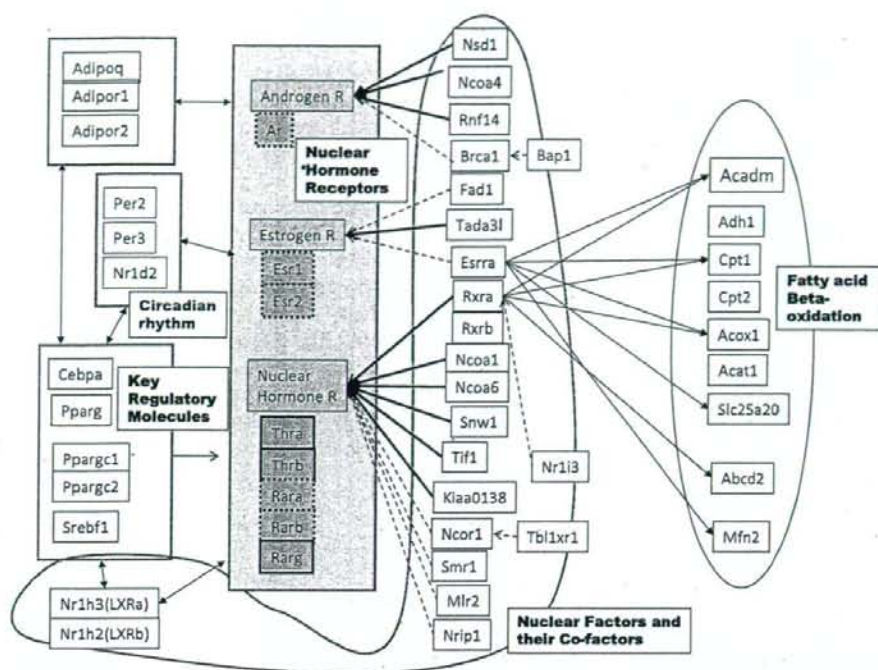 Adipoq
Adipor1
Adipor2
Per2
Per3
Nr1d2
Circadian
rhythm
Cebpa
Pparg
Key
Regulatory
Molecules
Ppargc1
Ppargc2
Srebf1
Nr1h3(LXRa)
Nr1h2(LXRb)
Androgen R
Ar
Nuclear
Hormone
Receptors
Estrogen R
Esr1
Esr2
Nuclear
Hormone R
Thra
Thrb
Rara
Rarb
Rarg
Nsd1
Ncoa4
Rnf14
Brca1
Bap1
Fad1
Tada3l
Esrra
Rxra
Rxrb
Ncoa1
Ncoa6
Snw1
Tif1
Nr1i3
Kiaa0138
Ncor1
Tbl1xr1
Smr1
Mlr2
Nrip1
Nuclear Factors and
their Co-factors
Acadm
Adh1
Cpt1
Cpt2
Acox1
Acat1
Slc25a20
Abcd2
Mfn2
Fatty acid
Beta-
oxidation